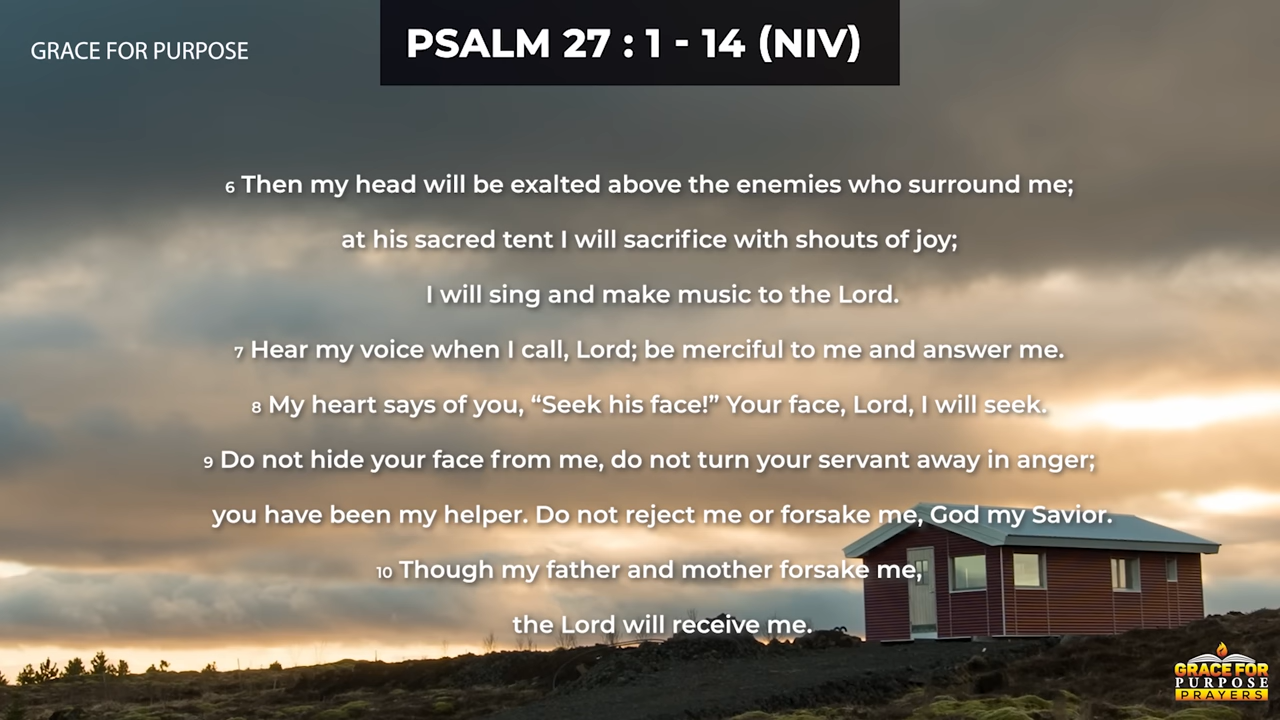 GRACE FOR PURPOSE
PSALM 27 : 1 - 14 (NIV)
6 Then my head will be exalted above the enemies who surround me;
at his sacred tent I will sacrifice with shouts of joy;
I will sing and make music to the Lord.
7 Hear my voice when I call, Lord; be merciful to me and answer me.
8 My heart says of you, “Seek his face!” Your face, Lord, I will seek.
9 Do not hide your face from me, do not turn your servant away in anger;
you have been my helper. Do not reject me or forsake me, God my Savior.
10 Though my father and mother forsake me,
the Lord will receive me.
GRACE FOR
PURPOSE
PRAYERS